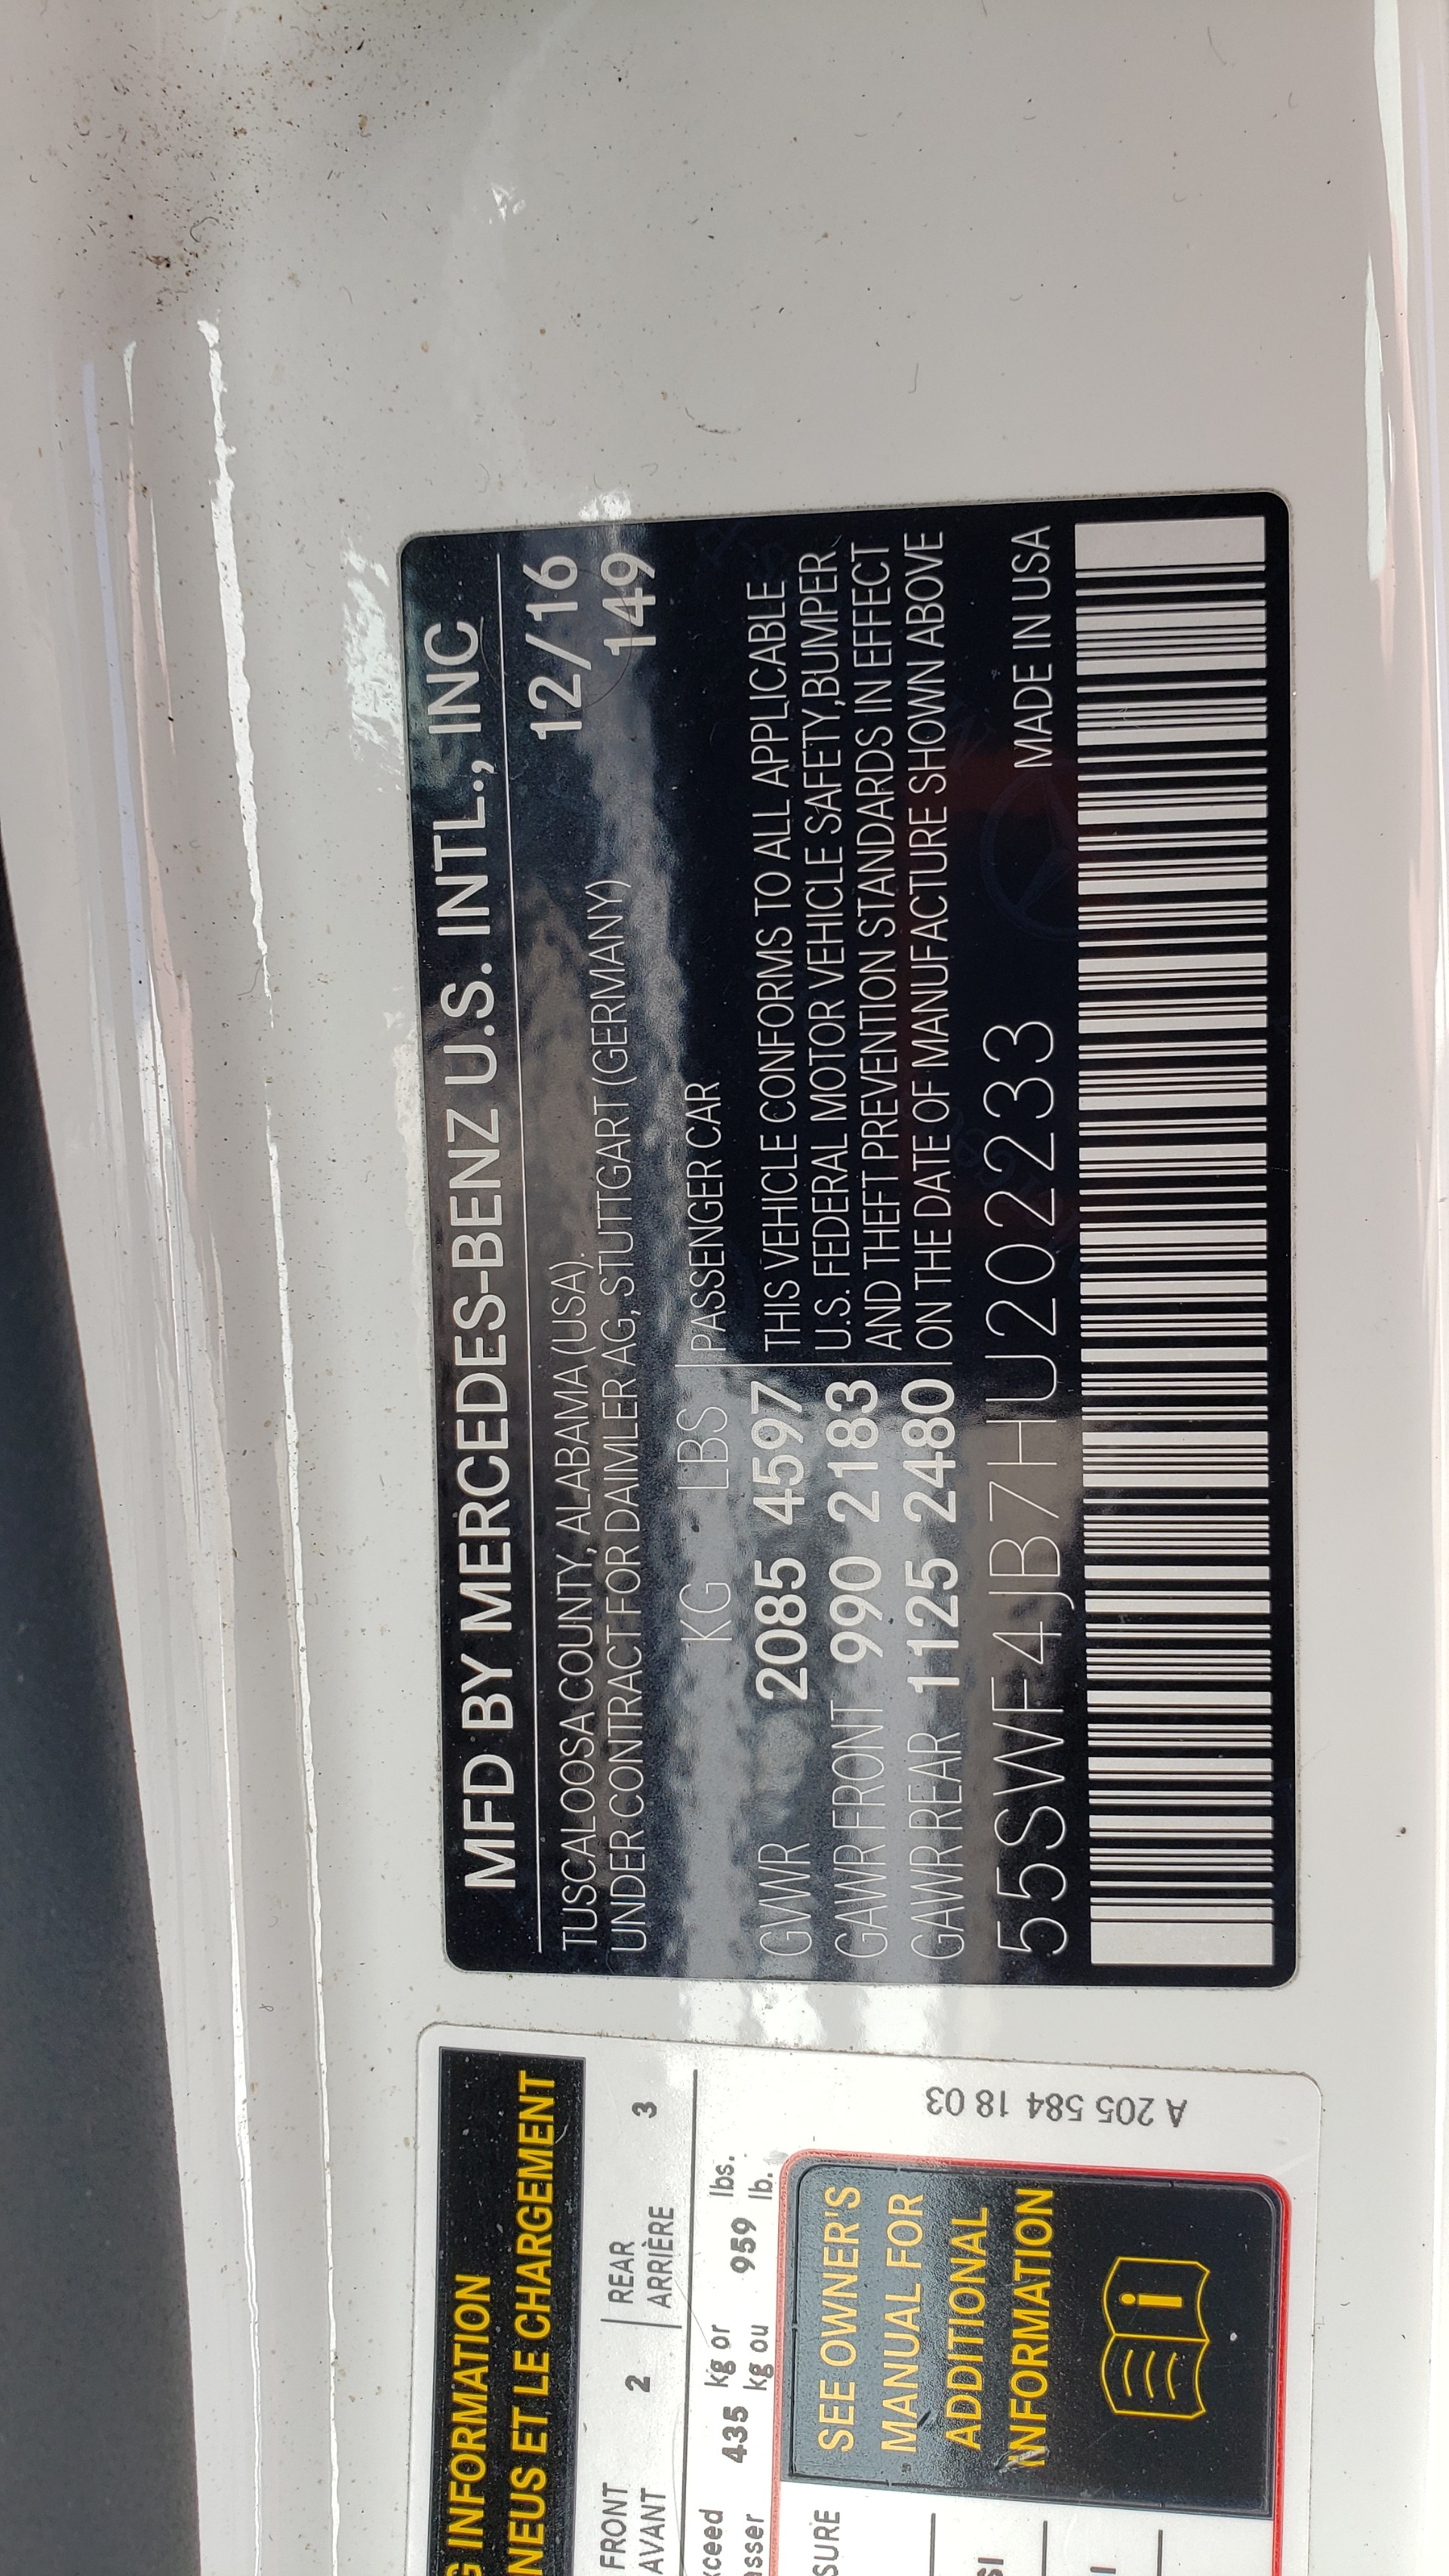 MFD BY MERCEDES-BENZ U.S. INTL., INC
TUSCALOOSA COUNTY, ALABAMA (USA). 12/16
UNDER CONTRACT FOR DAIMLER AG, STUTTGART (GERMANY) 149
KG LBS PASSENGER CAR
GVWR 2085 4597 THIS VEHICLE CONFORMS TO ALL APPLICABLE
GAWR FRONT 990 2183 U.S. FEDERAL MOTOR VEHICLE SAFETY,BUMPER
GAWR REAR 1125 2480 AND THEFT PREVENTION STANDARDS IN EFFECT
ON THE DATE OF MANUFACTURE SHOWN ABOVE
55SWF4JB7HU202233 MADE IN USA
INFORMATION
ET LE CHARGEMENT
FRONT 2 REAR 3
AVANT ARRIÈRE
435 kg or 959 lbs.
kg ou lb.
SEE OWNER'S
MANUAL FOR
ADDITIONAL
INFORMATION
A 205 584 18 03